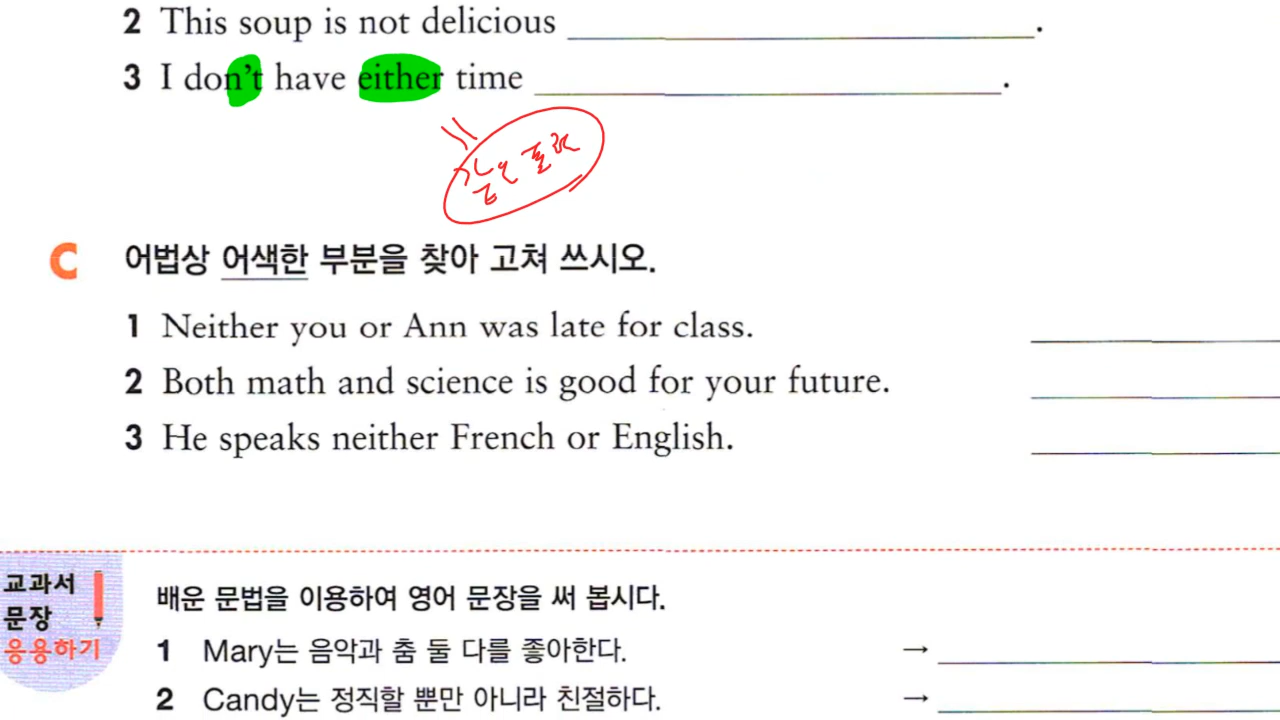 2 This soup is not delicious .
3 I don't have either time .
C 어법상 어색한 부분을 찾아 고쳐 쓰시오.
1 Neither you or Ann was late for class.
2 Both math and science is good for your future.
3 He speaks neither French or English.
교과서
문장
응용하기
배운 문법을 이용하여 영어 문장을 써 봅시다.
1 Mary는 음악과 춤 둘 다를 좋아한다. →
2 Candy는 정직할 뿐만 아니라 친절하다. →